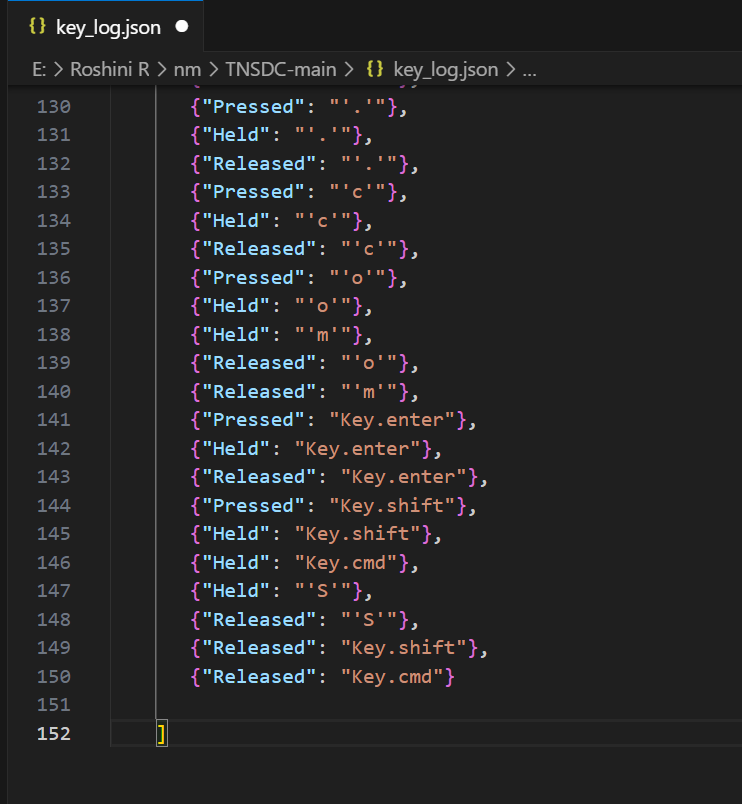 {} key_log.json
E: > Roshini R > nm > TNSDC-main > {} key_log.json > ...
130 {"Pressed": "'.'"},
131 {"Held": "'.'"},
132 {"Released": "'.'"},
133 {"Pressed": "'c'"},
134 {"Held": "'c'"},
135 {"Released": "'c'"},
136 {"Pressed": "'o'"},
137 {"Held": "'o'"},
138 {"Held": "'m'"},
139 {"Released": "'o'"},
140 {"Released": "'m'"},
141 {"Pressed": "Key.enter"},
142 {"Held": "Key.enter"},
143 {"Released": "Key.enter"},
144 {"Pressed": "Key.shift"},
145 {"Held": "Key.shift"},
146 {"Held": "Key.cmd"},
147 {"Held": "'S'"},
148 {"Released": "'S'"},
149 {"Released": "Key.shift"},
150 {"Released": "Key.cmd"}
151
152 ]